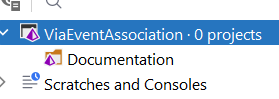 ViaEventAssociation · 0 projects
Documentation
Scratches and Consoles